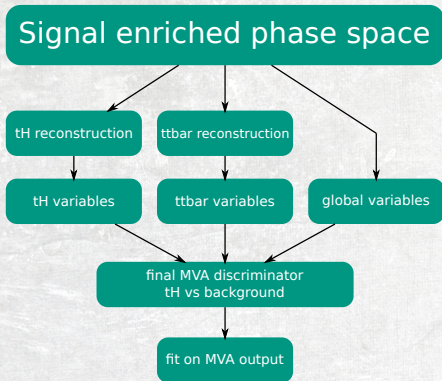 Signal enriched phase space
tH reconstruction
ttbar reconstruction
tH variables
ttbar variables
global variables
final MVA discriminator
tH vs background
fit on MVA output